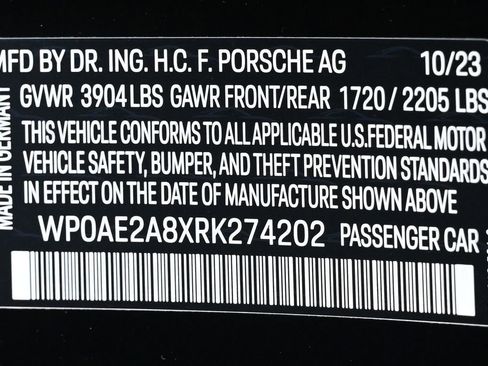 MFD BY DR. ING. H.C. F. PORSCHE AG 10/23
GVWR 3904 LBS GAWR FRONT/REAR 1720 / 2205 LBS
THIS VEHICLE CONFORMS TO ALL APPLICABLE U.S. FEDERAL MOTOR
VEHICLE SAFETY, BUMPER, AND THEFT PREVENTION STANDARDS
IN EFFECT ON THE DATE OF MANUFACTURE SHOWN ABOVE
WP0AE2A8XRK274202 PASSENGER CAR
MADE IN GERMANY